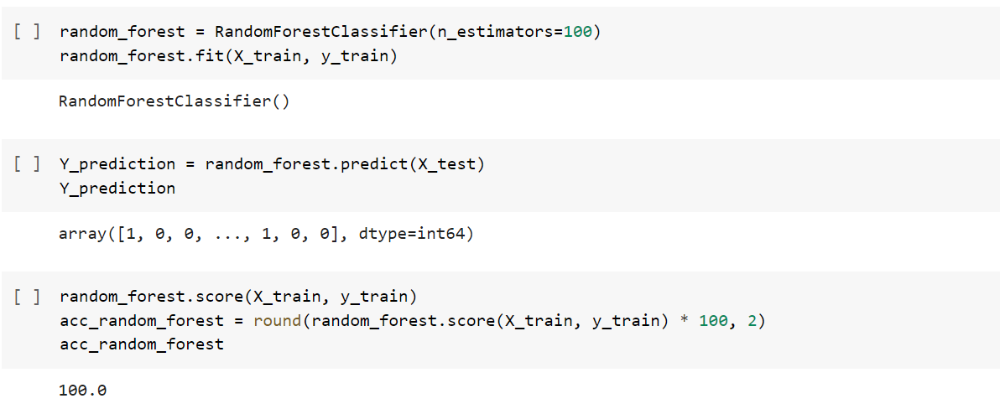 [ ] random_forest = RandomForestClassifier(n_estimators=100)
random_forest.fit(X_train, y_train)
RandomForestClassifier()
[ ] Y_prediction = random_forest.predict(X_test)
Y_prediction
array([1, 0, 0, ..., 1, 0, 0], dtype=int64)
[ ] random_forest.score(X_train, y_train)
acc_random_forest = round(random_forest.score(X_train, y_train) * 100, 2)
acc_random_forest
100.0